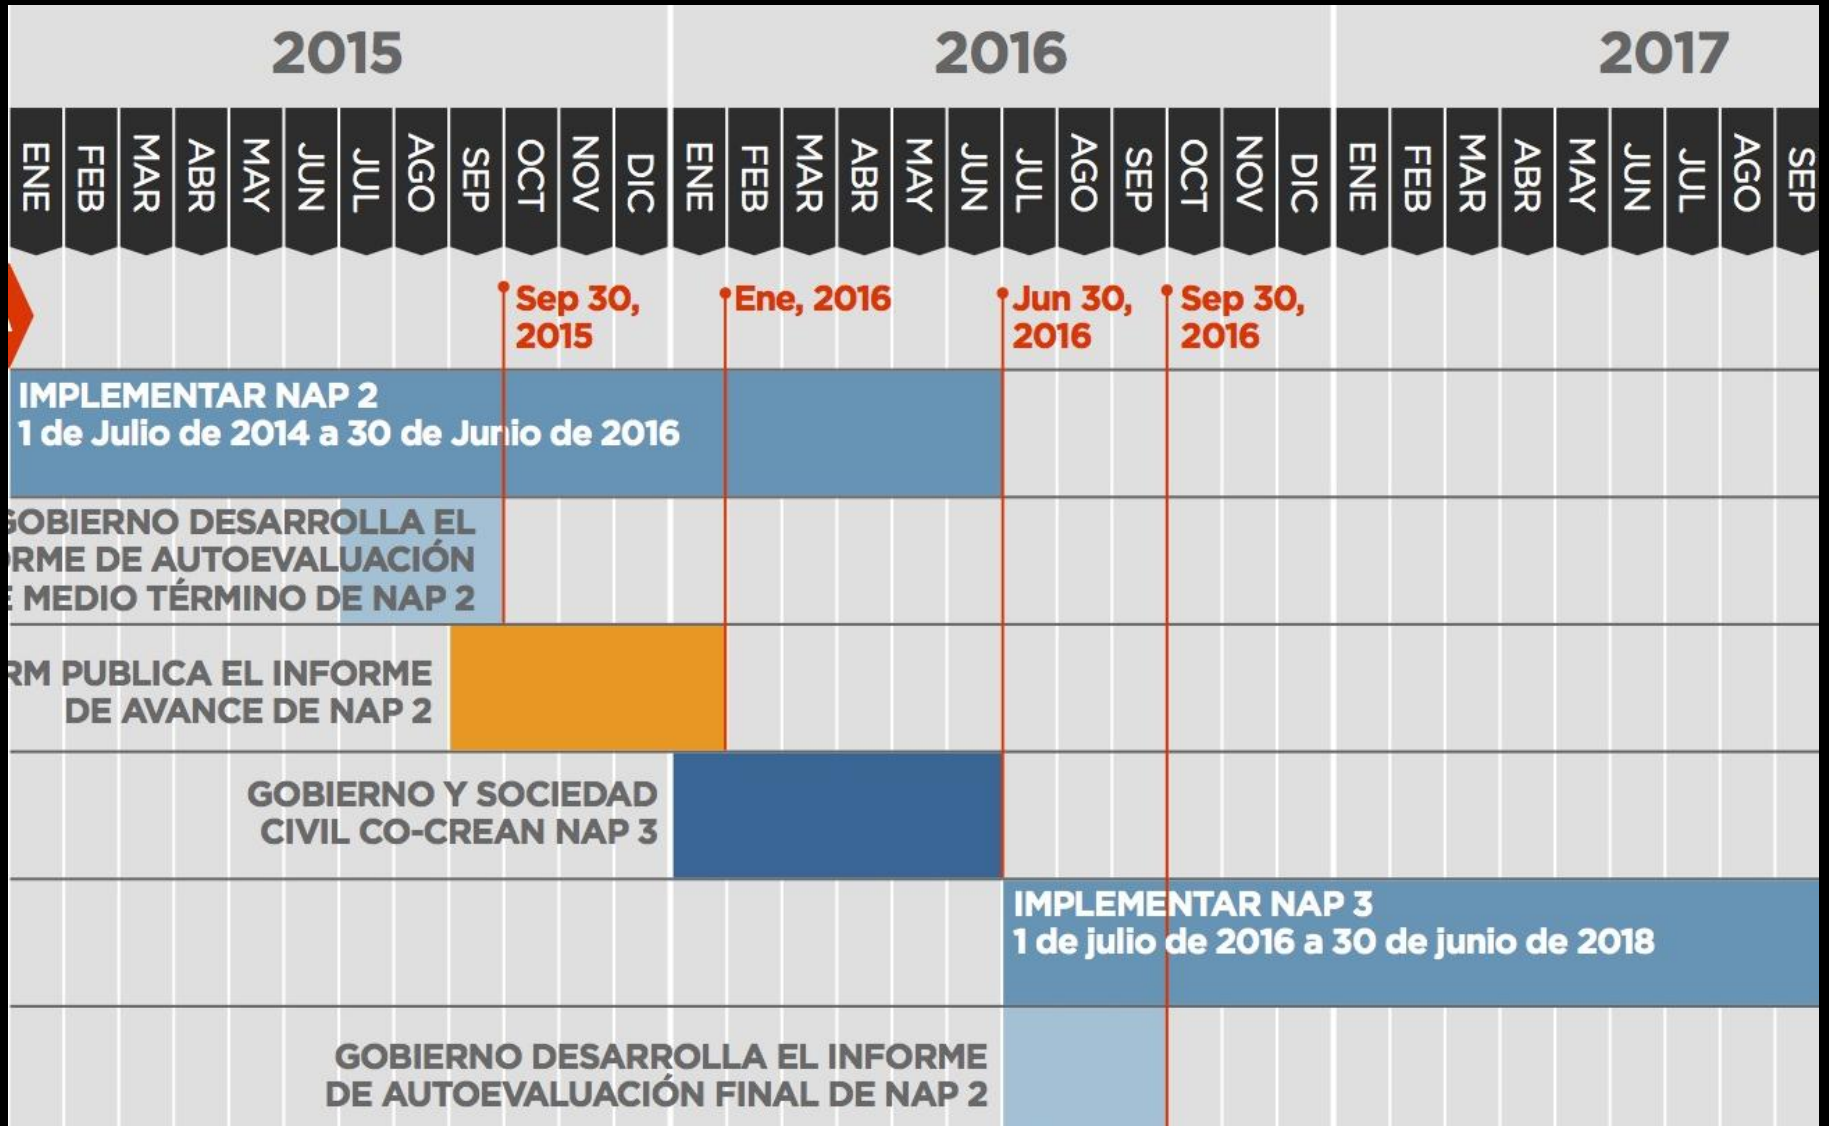 2015 2016 2017
ENE FEB MAR ABR MAY JUN JUL AGO SEP OCT NOV DIC ENE FEB MAR ABR MAY JUN JUL AGO SEP OCT NOV DIC ENE FEB MAR ABR MAY JUN JUL AGO SEP
Sep 30,
2015
Ene, 2016
Jun 30,
2016
Sep 30,
2016
IMPLEMENTAR NAP 2
1 de Julio de 2014 a 30 de Junio de 2016
GOBIERNO DESARROLLA EL
RME DE AUTOEVALUACIÓN
MEDIO TÉRMINO DE NAP 2
RM PUBLICA EL INFORME
DE AVANCE DE NAP 2
GOBIERNO Y SOCIEDAD
CIVIL CO-CREAN NAP 3
IMPLEMENTAR NAP 3
1 de julio de 2016 a 30 de junio de 2018
GOBIERNO DESARROLLA EL INFORME
DE AUTOEVALUACIÓN FINAL DE NAP 2